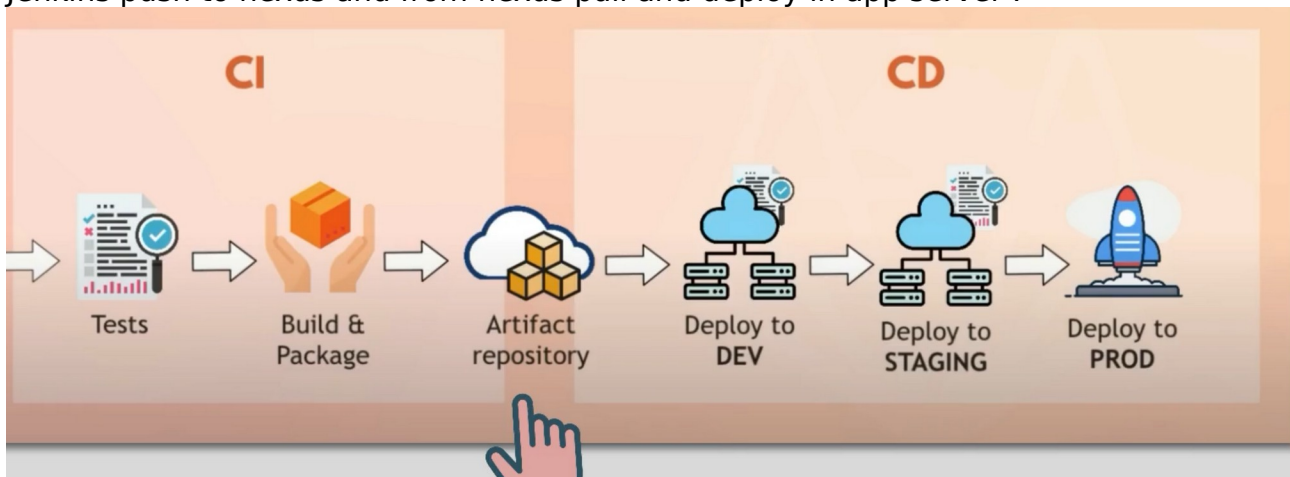 jenkins push to nexus and from nexus pull and deploy in app server .
CI
CD
Tests
Build &
Package
Artifact
repository
Deploy to
DEV
Deploy to
STAGING
Deploy to
PROD